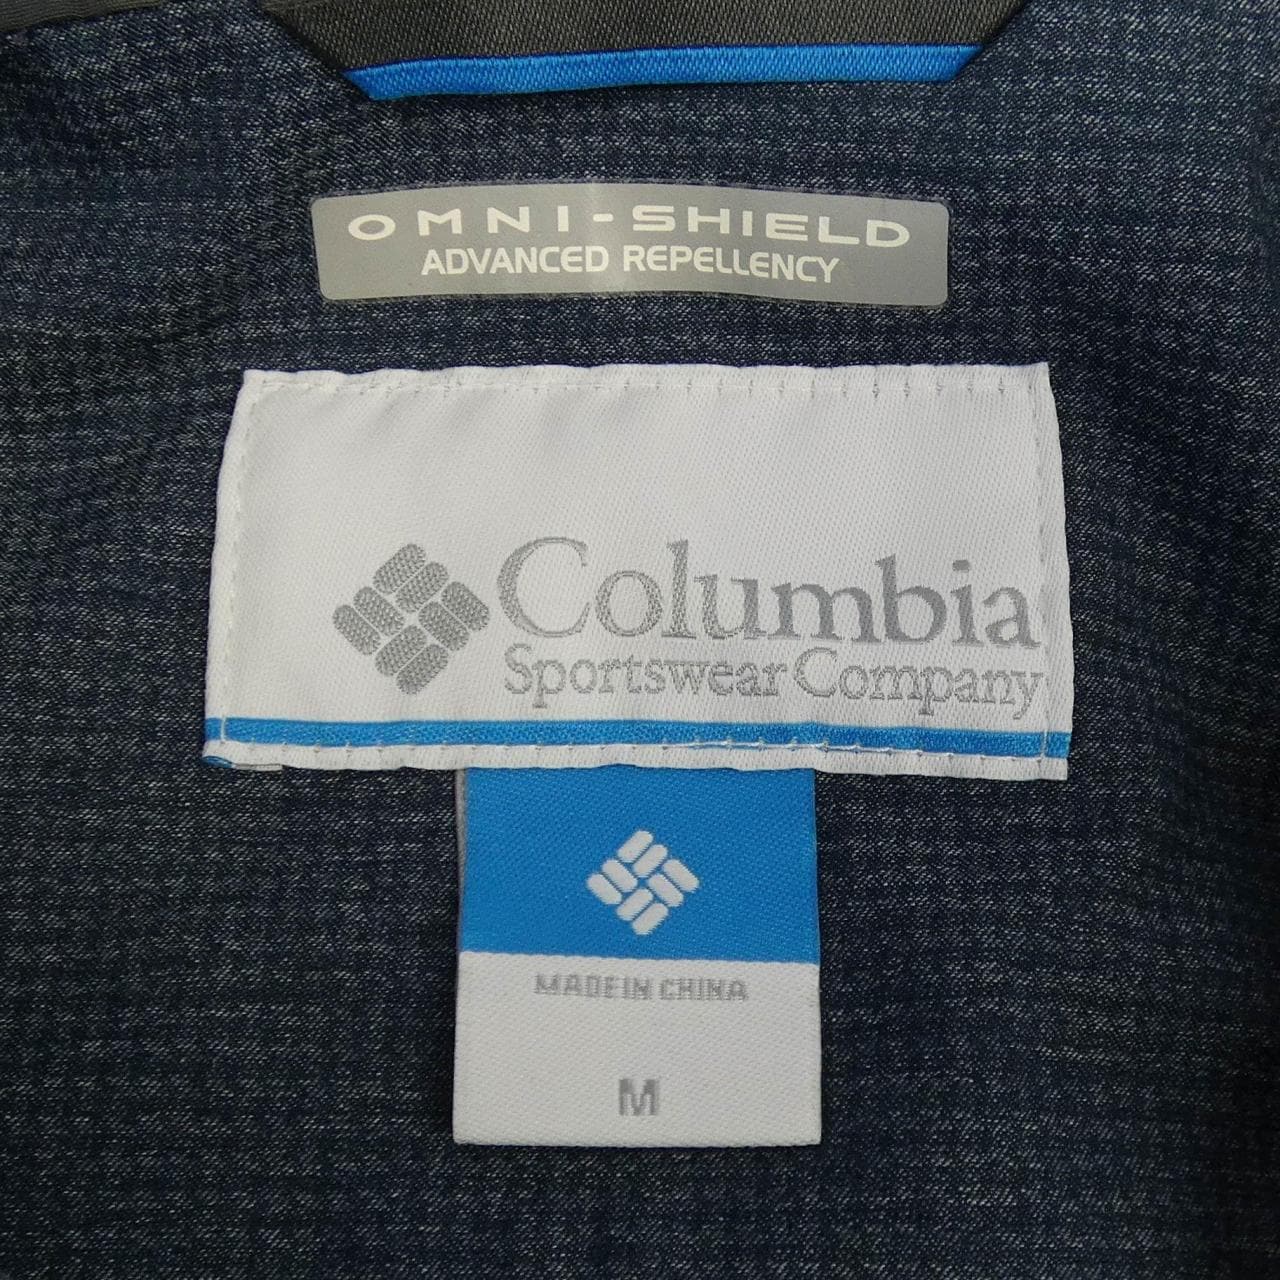 OMNI-SHIELD
ADVANCED REPELLENCY
Columbia
Sportswear Company
MADE IN CHINA
M